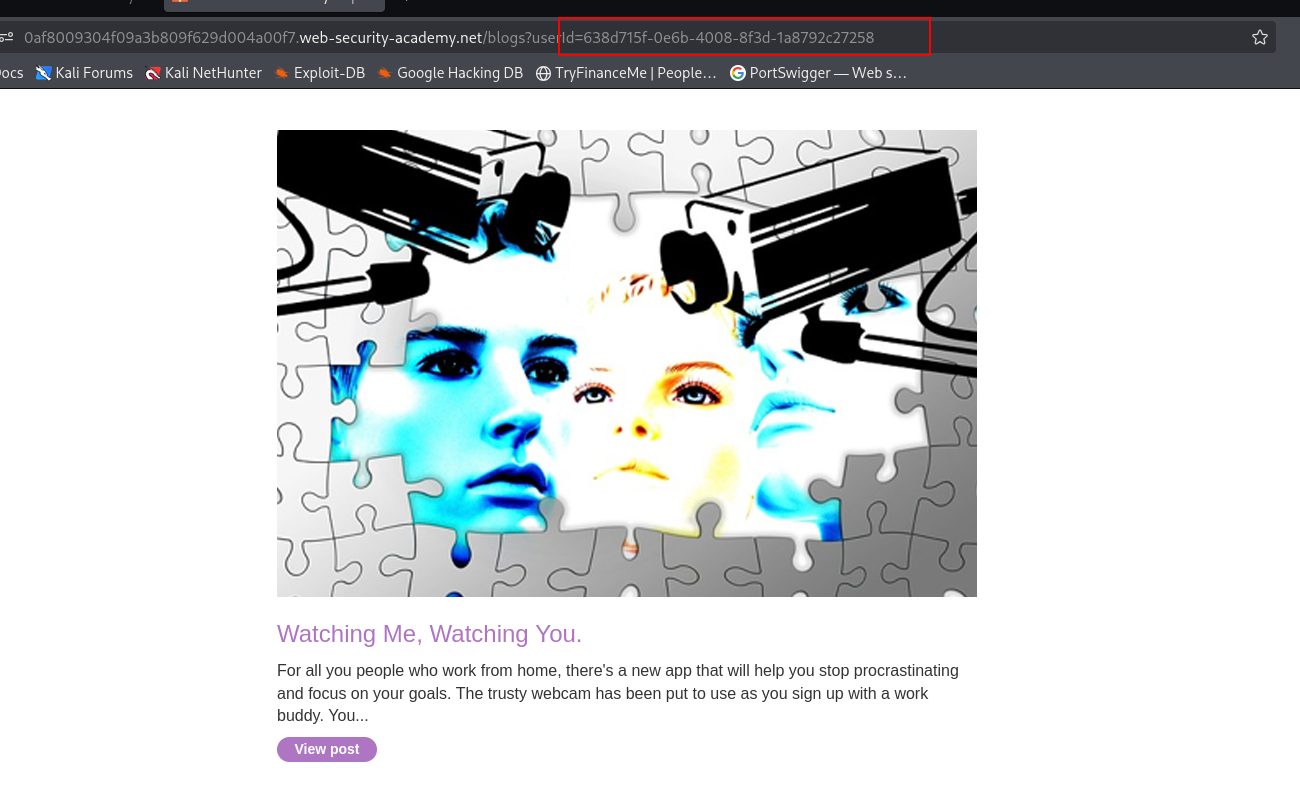 0af8009304f09a3b809f629d004a00f7.web-security-academy.net/blogs?userId=638d715f-0e6b-4008-8f3d-1a8792c27258
ocs Kali Forums Kali NetHunter Exploit-DB Google Hacking DB TryFinanceMe | People… PortSwigger — Web s…
Watching Me, Watching You.
For all you people who work from home, there's a new app that will help you stop procrastinating
and focus on your goals. The trusty webcam has been put to use as you sign up with a work
buddy. You...
View post